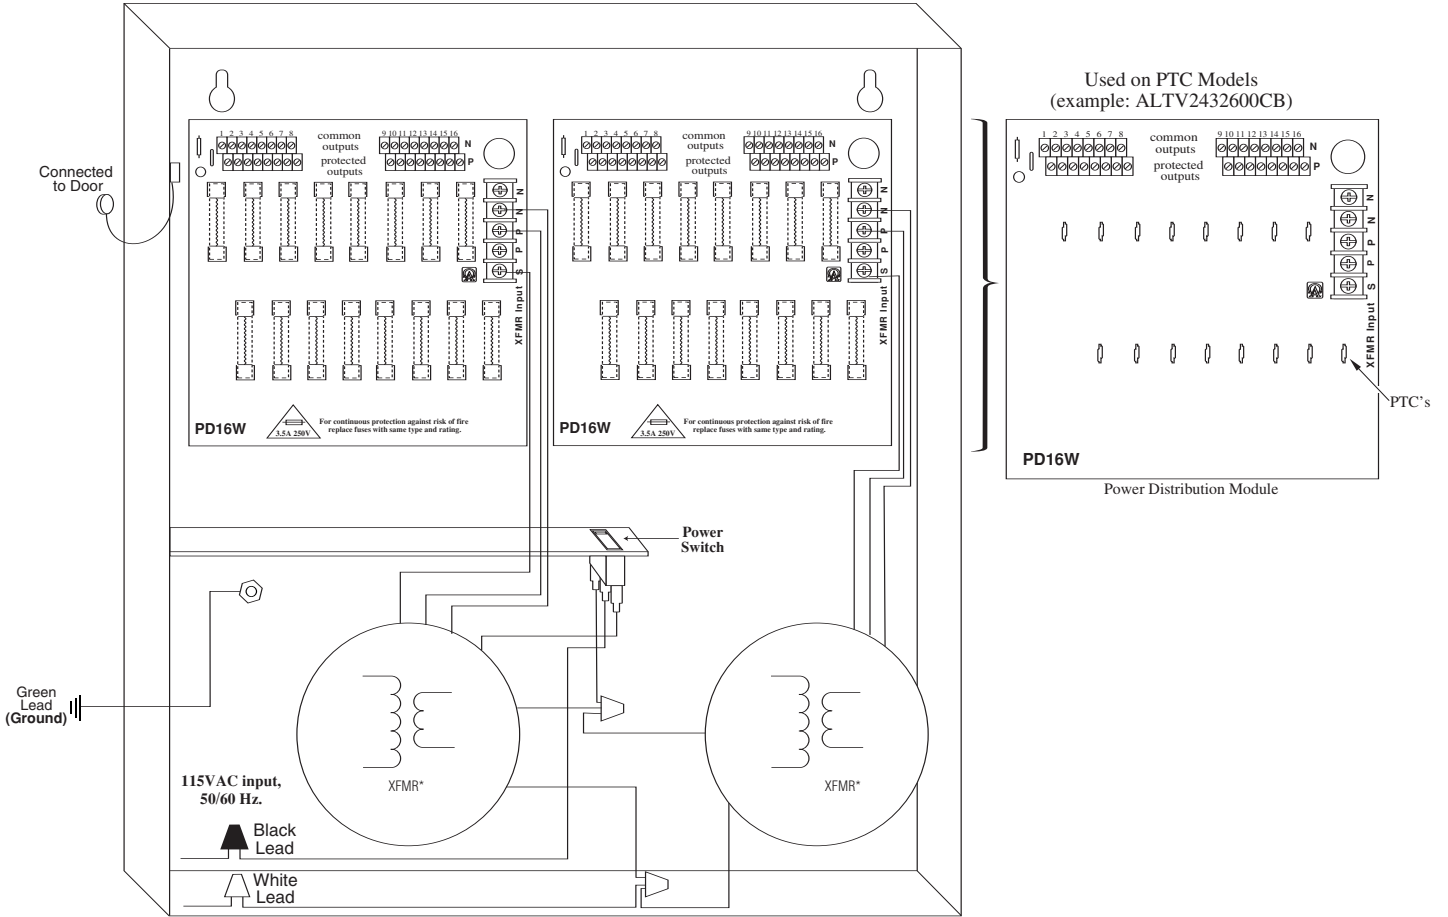 Used on PTC Models
(example: ALTV2432600CB)
Connected
to Door
1 2 3 4 5 6 7 8
common
outputs
9 10 11 12 13 14 15 16
N
protected
outputs
P
N
N
P
P
S
XFMR Input
PD16W
3.5A 250V
For continuous protection against risk of fire
replace fuses with same type and rating.
1 2 3 4 5 6 7 8
common
outputs
9 10 11 12 13 14 15 16
N
protected
outputs
P
N
N
P
P
S
XFMR Input
PD16W
3.5A 250V
For continuous protection against risk of fire
replace fuses with same type and rating.
1 2 3 4 5 6 7 8
common
outputs
9 10 11 12 13 14 15 16
N
protected
outputs
P
N
N
P
P
S
XFMR Input
PTC's
PD16W
Power Distribution Module
Power
Switch
Green
Lead
(Ground)
XFMR*
XFMR*
115VAC input,
50/60 Hz.
Black
Lead
White
Lead